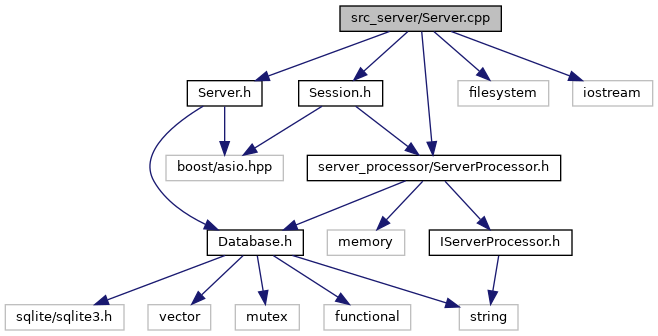 src_server/Server.cpp
Server.h
Session.h
filesystem
iostream
boost/asio.hpp
server_processor/ServerProcessor.h
Database.h
memory
IServerProcessor.h
sqlite/sqlite3.h
vector
mutex
functional
string